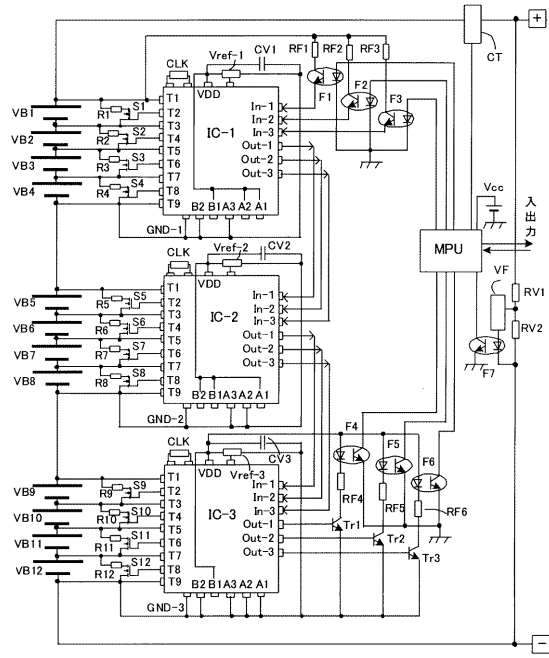 +
CT
CLK
Vref-1
CV1
RF1
RF2
RF3
VDD
F1
F2
F3
VB1
VB2
VB3
VB4
R1
R2
R3
R4
S1
S2
S3
S4
T1
T2
T3
T4
T5
T6
T7
T8
T9
IC-1
In-1
In-2
In-3
Out-1
Out-2
Out-3
B2 B1 A3 A2 A1
GND-1
Vcc
入出力
MPU
VF
RV1
RV2
F7
CLK
Vref-2
CV2
VDD
VB5
VB6
VB7
VB8
R5
R6
R7
R8
S5
S6
S7
S8
T1
T2
T3
T4
T5
T6
T7
T8
T9
IC-2
In-1
In-2
In-3
Out-1
Out-2
Out-3
B2 B1 A3 A2 A1
GND-2
CLK
CV3
VDD
Vref-3
F4
F5
F6
RF4
RF5
RF6
VB9
VB10
VB11
VB12
R9
R10
R11
R12
S9
S10
S11
S12
T1
T2
T3
T4
T5
T6
T7
T8
T9
IC-3
In-1
In-2
In-3
Out-1
Out-2
Out-3
Tr1
Tr2
Tr3
B2 B1 A3 A2 A1
GND-3
−